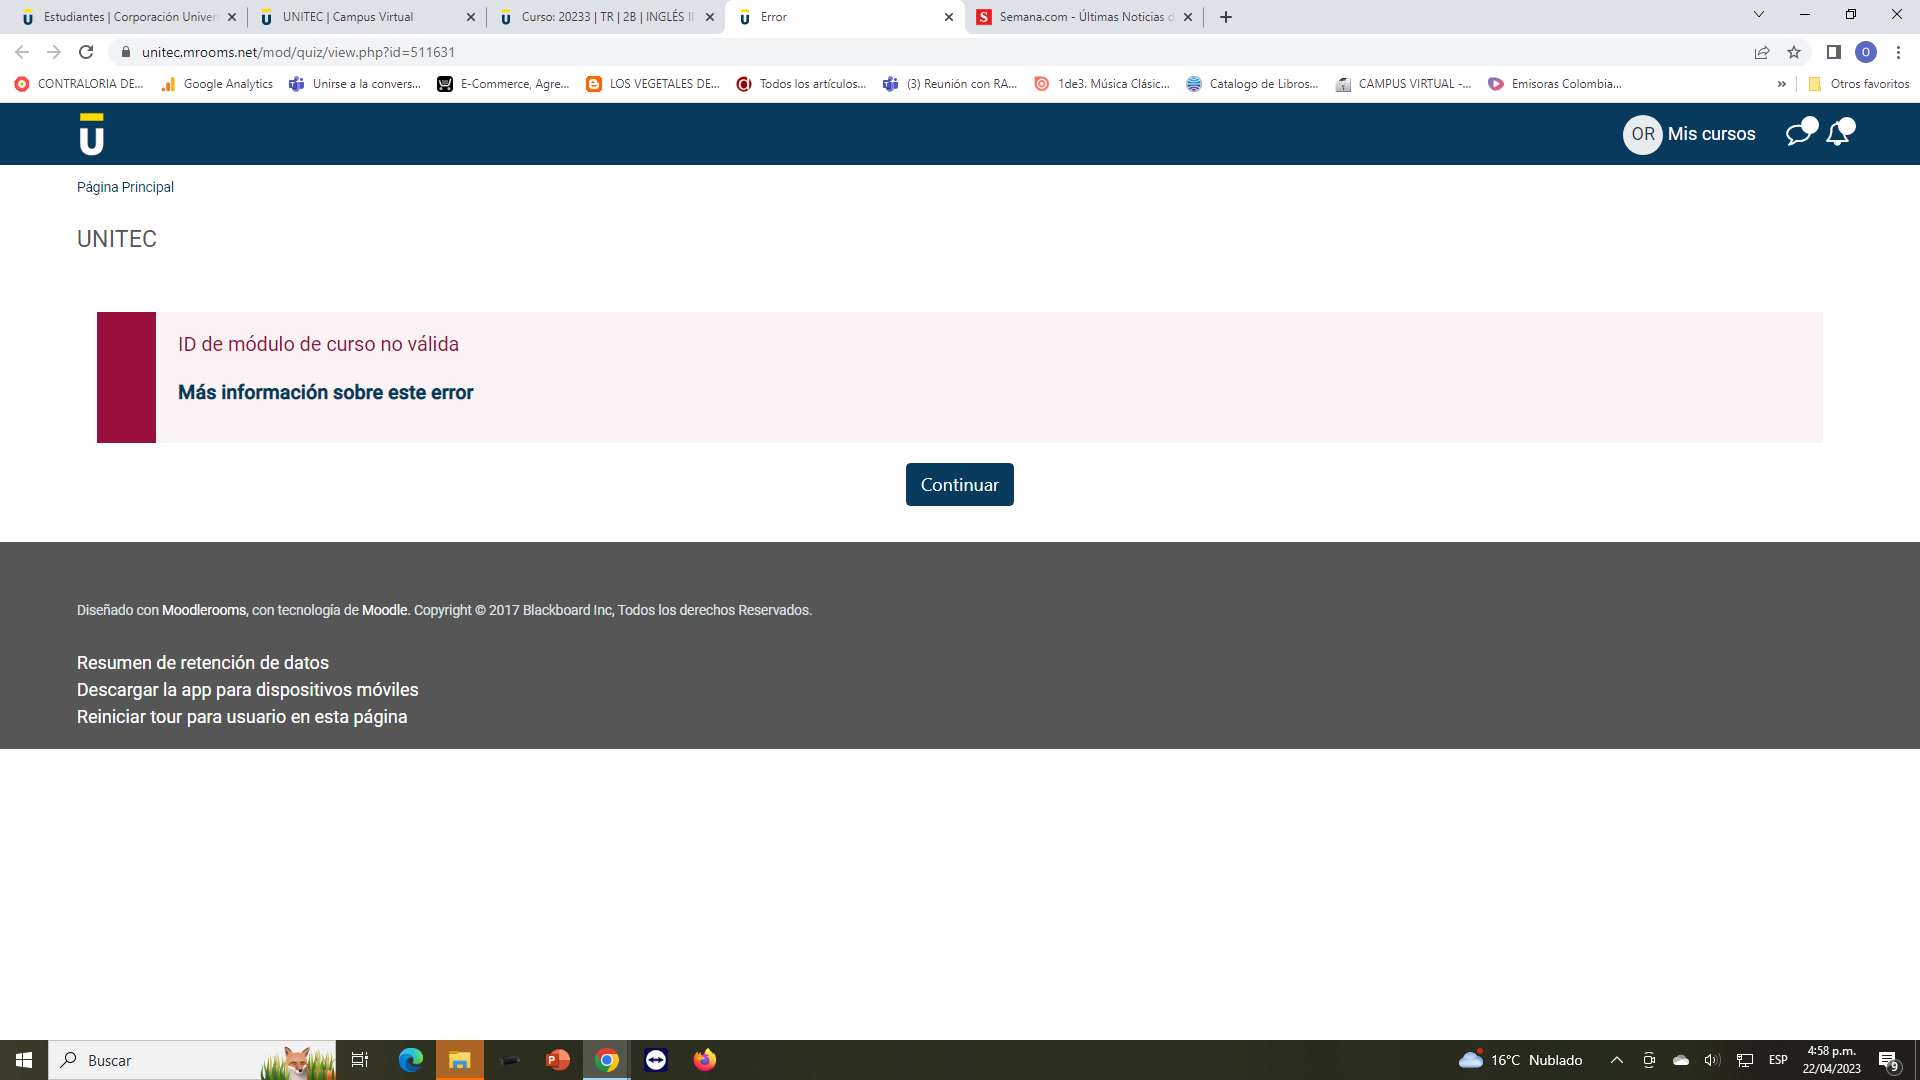 Estudiantes | Corporación Univer
UNITEC | Campus Virtual
Curso: 20233 | TR | 2B | INGLÉS II
Error
S
Semana.com - Últimas Noticias d
unitec.mrooms.net/mod/quiz/view.php?id=511631
O
CONTRALORIA DE...
Google Analytics
Unirse a la convers...
E-Commerce, Agre...
LOS VEGETALES DE...
Todos los artículos...
(3) Reunión con RA...
1de3. Música Clásic...
Catalogo de Libros...
CAMPUS VIRTUAL -...
Emisoras Colombia...
»
Otros favoritos
OR
Mis cursos
Página Principal
UNITEC
ID de módulo de curso no válida
Más información sobre este error
Continuar
Diseñado con Moodlerooms, con tecnología de Moodle. Copyright © 2017 Blackboard Inc, Todos los derechos Reservados.
Resumen de retención de datos
Descargar la app para dispositivos móviles
Reiniciar tour para usuario en esta página
Buscar
16°C Nublado
ESP
4:58 p.m.
22/04/2023
9